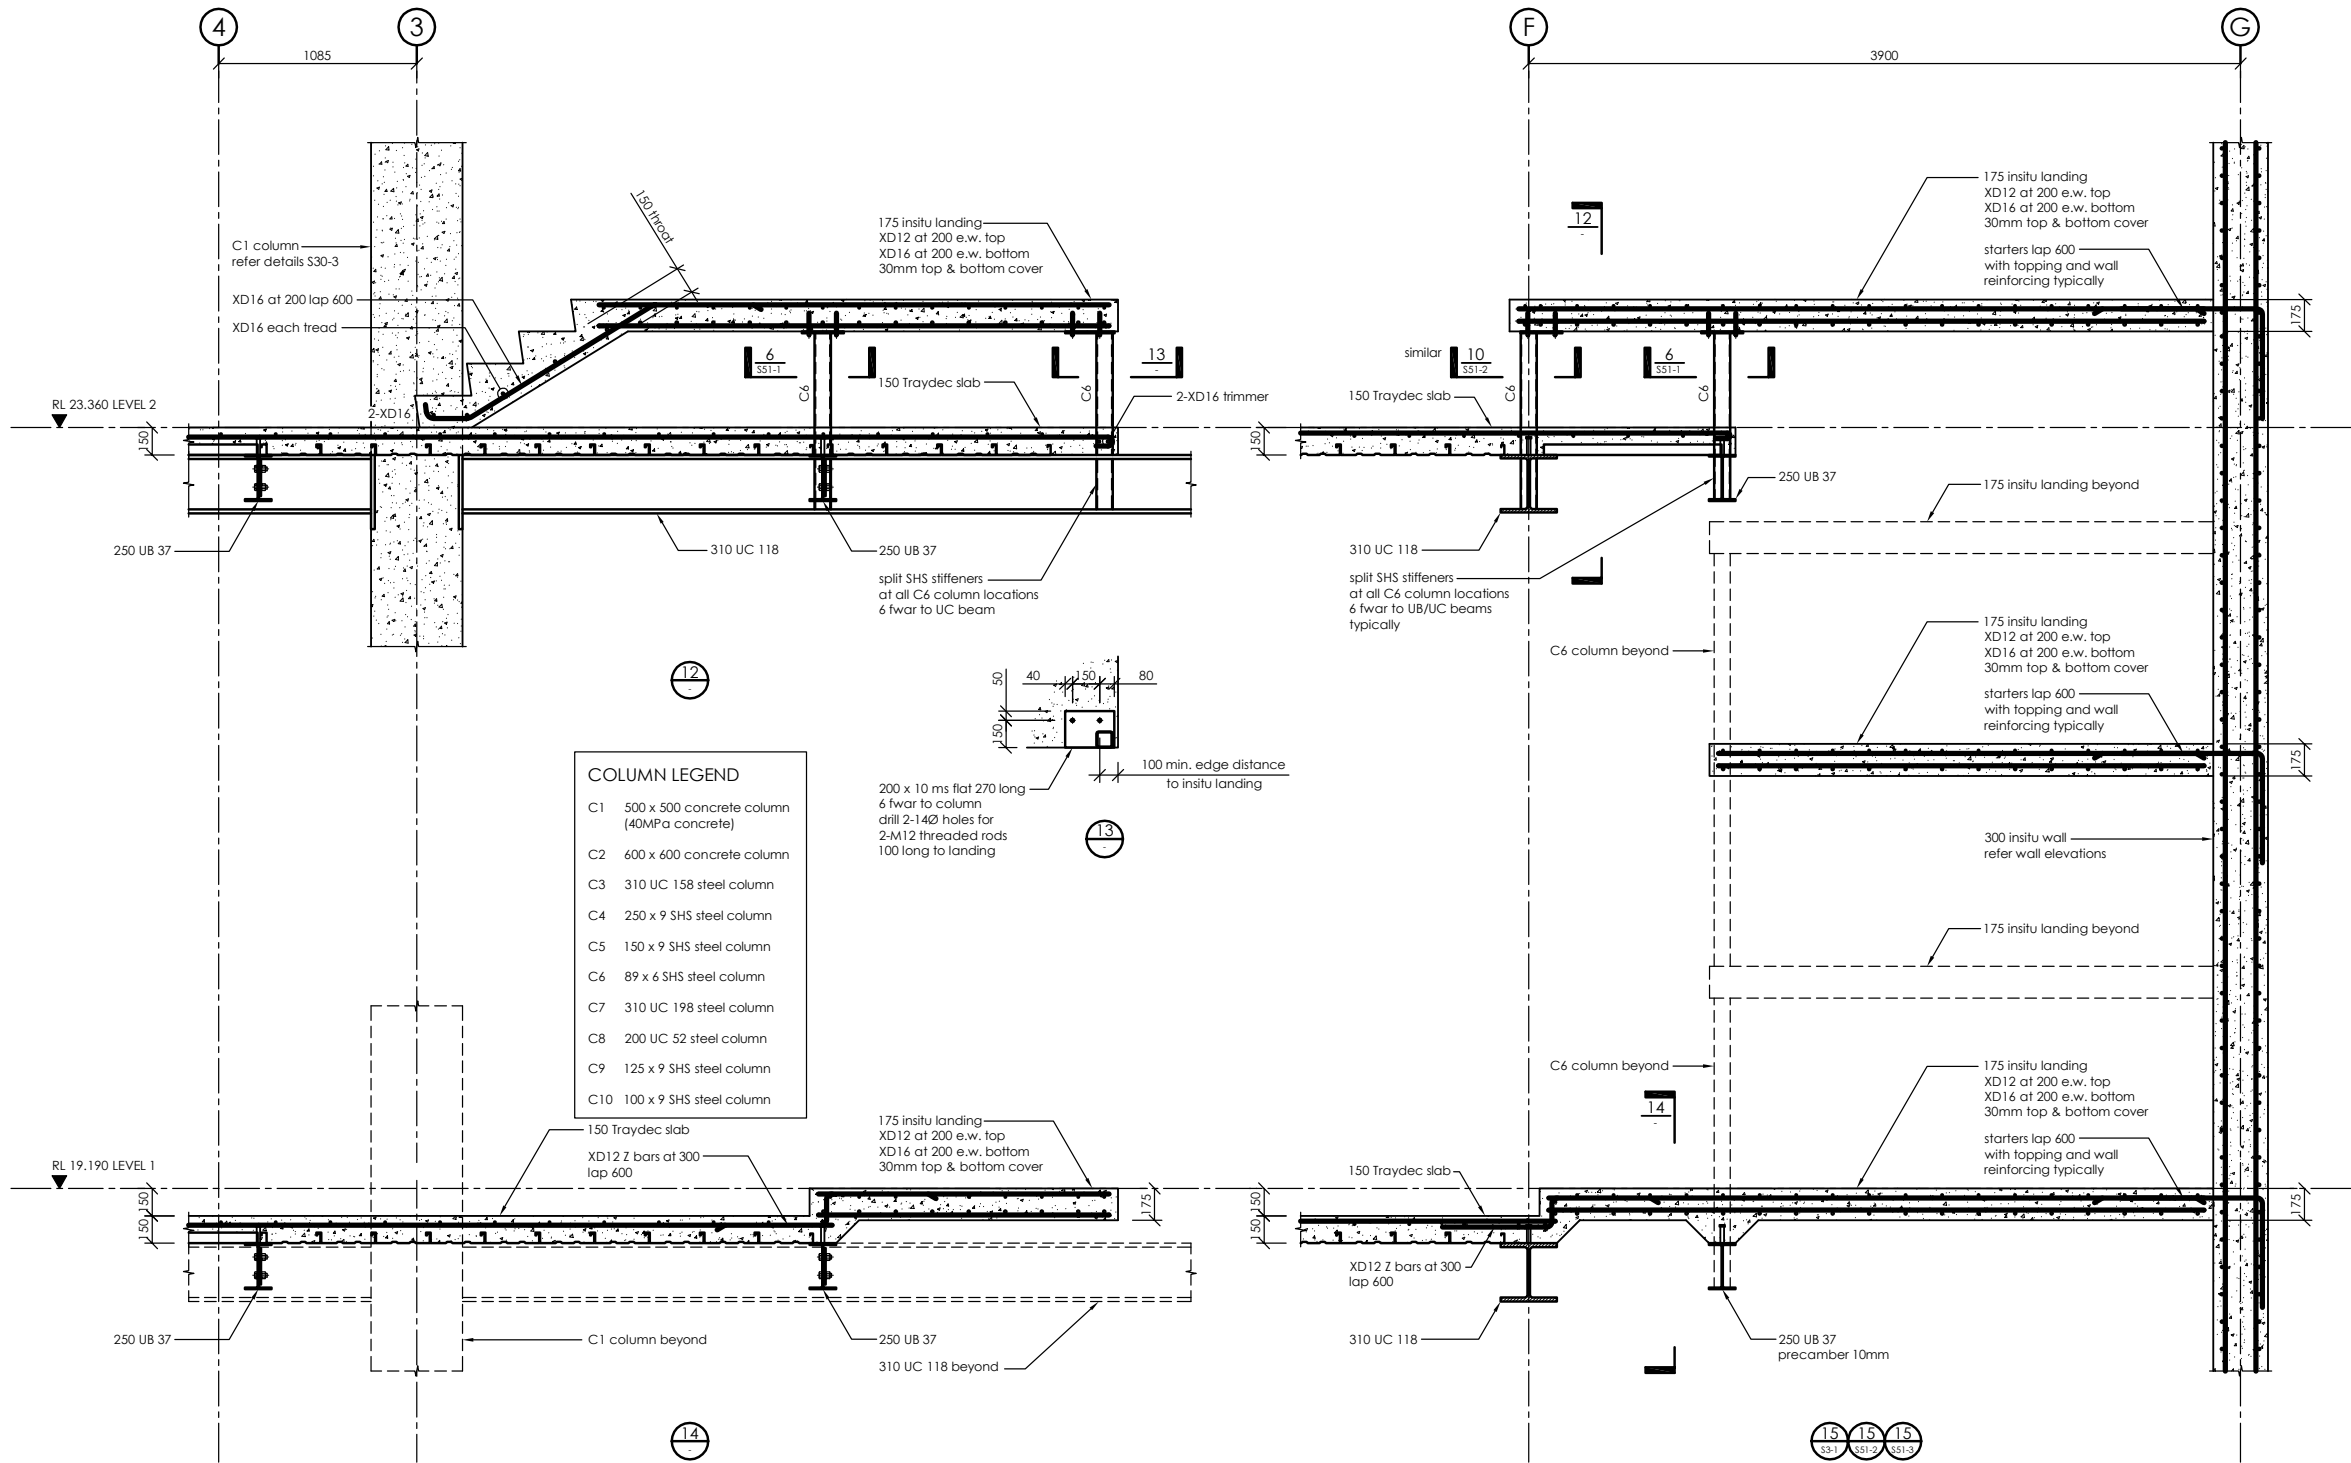 4
3
F
G
1085
3900
C1 column
refer details S30-3
XD16 at 200 lap 600
XD16 each tread
150 throat
175 insitu landing
XD12 at 200 e.w. top
XD16 at 200 e.w. bottom
30mm top & bottom cover
6
S51-1
13
-
C6
C6
150 Traydec slab
2-XD16 trimmer
2-XD16
RL 23.360 LEVEL 2
150
250 UB 37
310 UC 118
250 UB 37
split SHS stiffeners
at all C6 column locations
6 fwar to UC beam
12
-
12
-
175 insitu landing
XD12 at 200 e.w. top
XD16 at 200 e.w. bottom
30mm top & bottom cover
starters lap 600
with topping and wall
reinforcing typically
175
similar
10
S51-2
6
S51-1
C6
C6
150 Traydec slab
150
250 UB 37
175 insitu landing beyond
310 UC 118
split SHS stiffeners
at all C6 column locations
6 fwar to UB/UC beams
typically
C6 column beyond
175 insitu landing
XD12 at 200 e.w. top
XD16 at 200 e.w. bottom
30mm top & bottom cover
starters lap 600
with topping and wall
reinforcing typically
175
300 insitu wall
refer wall elevations
175 insitu landing beyond
50
40
150
80
150
100 min. edge distance
to insitu landing
200 x 10 ms flat 270 long
6 fwar to column
drill 2-14Ø holes for
2-M12 threaded rods
100 long to landing
13
-
COLUMN LEGEND
C1 500 x 500 concrete column
(40MPa concrete)
C2 600 x 600 concrete column
C3 310 UC 158 steel column
C4 250 x 9 SHS steel column
C5 150 x 9 SHS steel column
C6 89 x 6 SHS steel column
C7 310 UC 198 steel column
C8 200 UC 52 steel column
C9 125 x 9 SHS steel column
C10 100 x 9 SHS steel column
150 Traydec slab
XD12 Z bars at 300
lap 600
175 insitu landing
XD12 at 200 e.w. top
XD16 at 200 e.w. bottom
30mm top & bottom cover
RL 19.190 LEVEL 1
150
150
175
250 UB 37
C1 column beyond
250 UB 37
310 UC 118 beyond
14
-
C6 column beyond
14
-
175 insitu landing
XD12 at 200 e.w. top
XD16 at 200 e.w. bottom
30mm top & bottom cover
starters lap 600
with topping and wall
reinforcing typically
150 Traydec slab
150
150
175
XD12 Z bars at 300
lap 600
310 UC 118
250 UB 37
precamber 10mm
15
S3-1
15
S51-2
15
S51-3